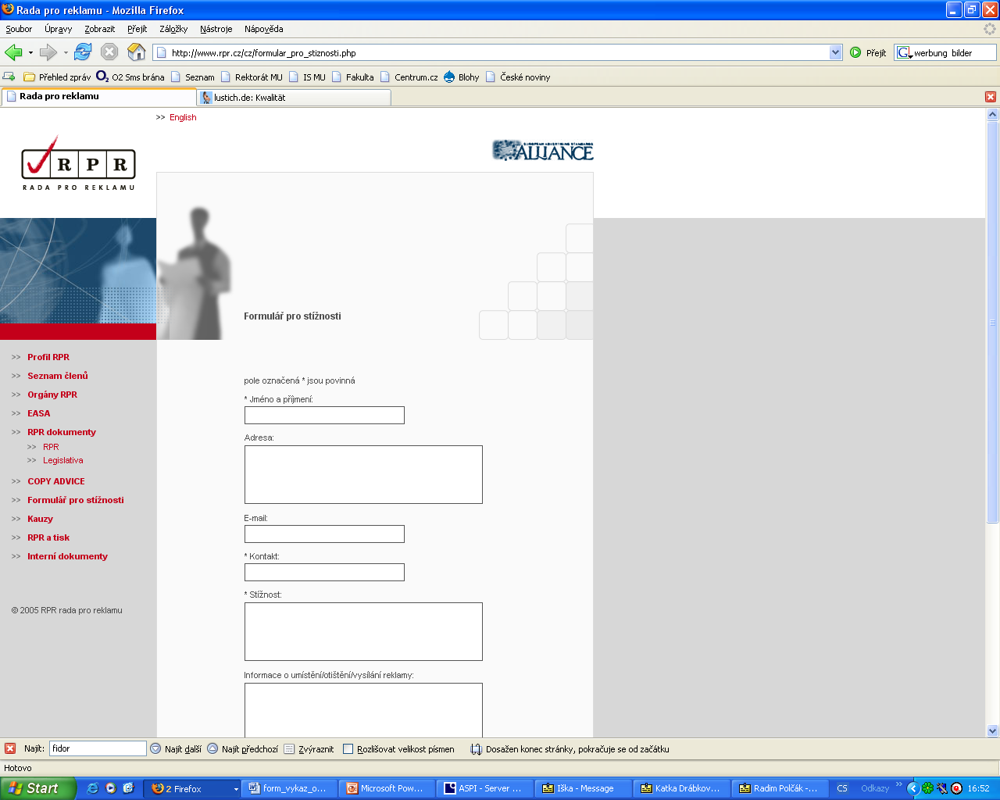 Rada pro reklamu - Mozilla Firefox
Soubor Úpravy Zobrazit Přejít Záložky Nástroje Nápověda
http://www.rpr.cz/cz/formular_pro_stiznosti.php Přejít G werbung bilder
Přehled zpráv O2 Sms brána Seznam Rektorát MU IS MU Fakulta Centrum.cz Blohy České noviny
Rada pro reklamu lustich.de: Kwalität
>> English
EUROPEAN ADVERTISING STANDARDS
ALLIANCE
RPR
RADA PRO REKLAMU
Formulář pro stížnosti
>> Profil RPR
>> Seznam členů
>> Orgány RPR
>> EASA
>> RPR dokumenty
>> RPR
>> Legislativa
>> COPY ADVICE
>> Formulář pro stížnosti
>> Kauzy
>> RPR a tisk
>> Interní dokumenty
© 2005 RPR rada pro reklamu
pole označená * jsou povinná
* Jméno a příjmení:
Adresa:
E-mail:
* Kontakt:
* Stížnost:
Informace o umístění/otištění/vysílání reklamy:
Najít: fidor Najít další Najít předchozí Zvýraznit Rozlišovat velikost písmen Dosažen konec stránky, pokračuje se od začátku
Hotovo
Start 2 Firefox form_vykaz_o... Microsoft Pow... ASPI - Server ... Iška - Message Katka Drábkov... Radim Polčák -... CS Odkazy >> 16:52